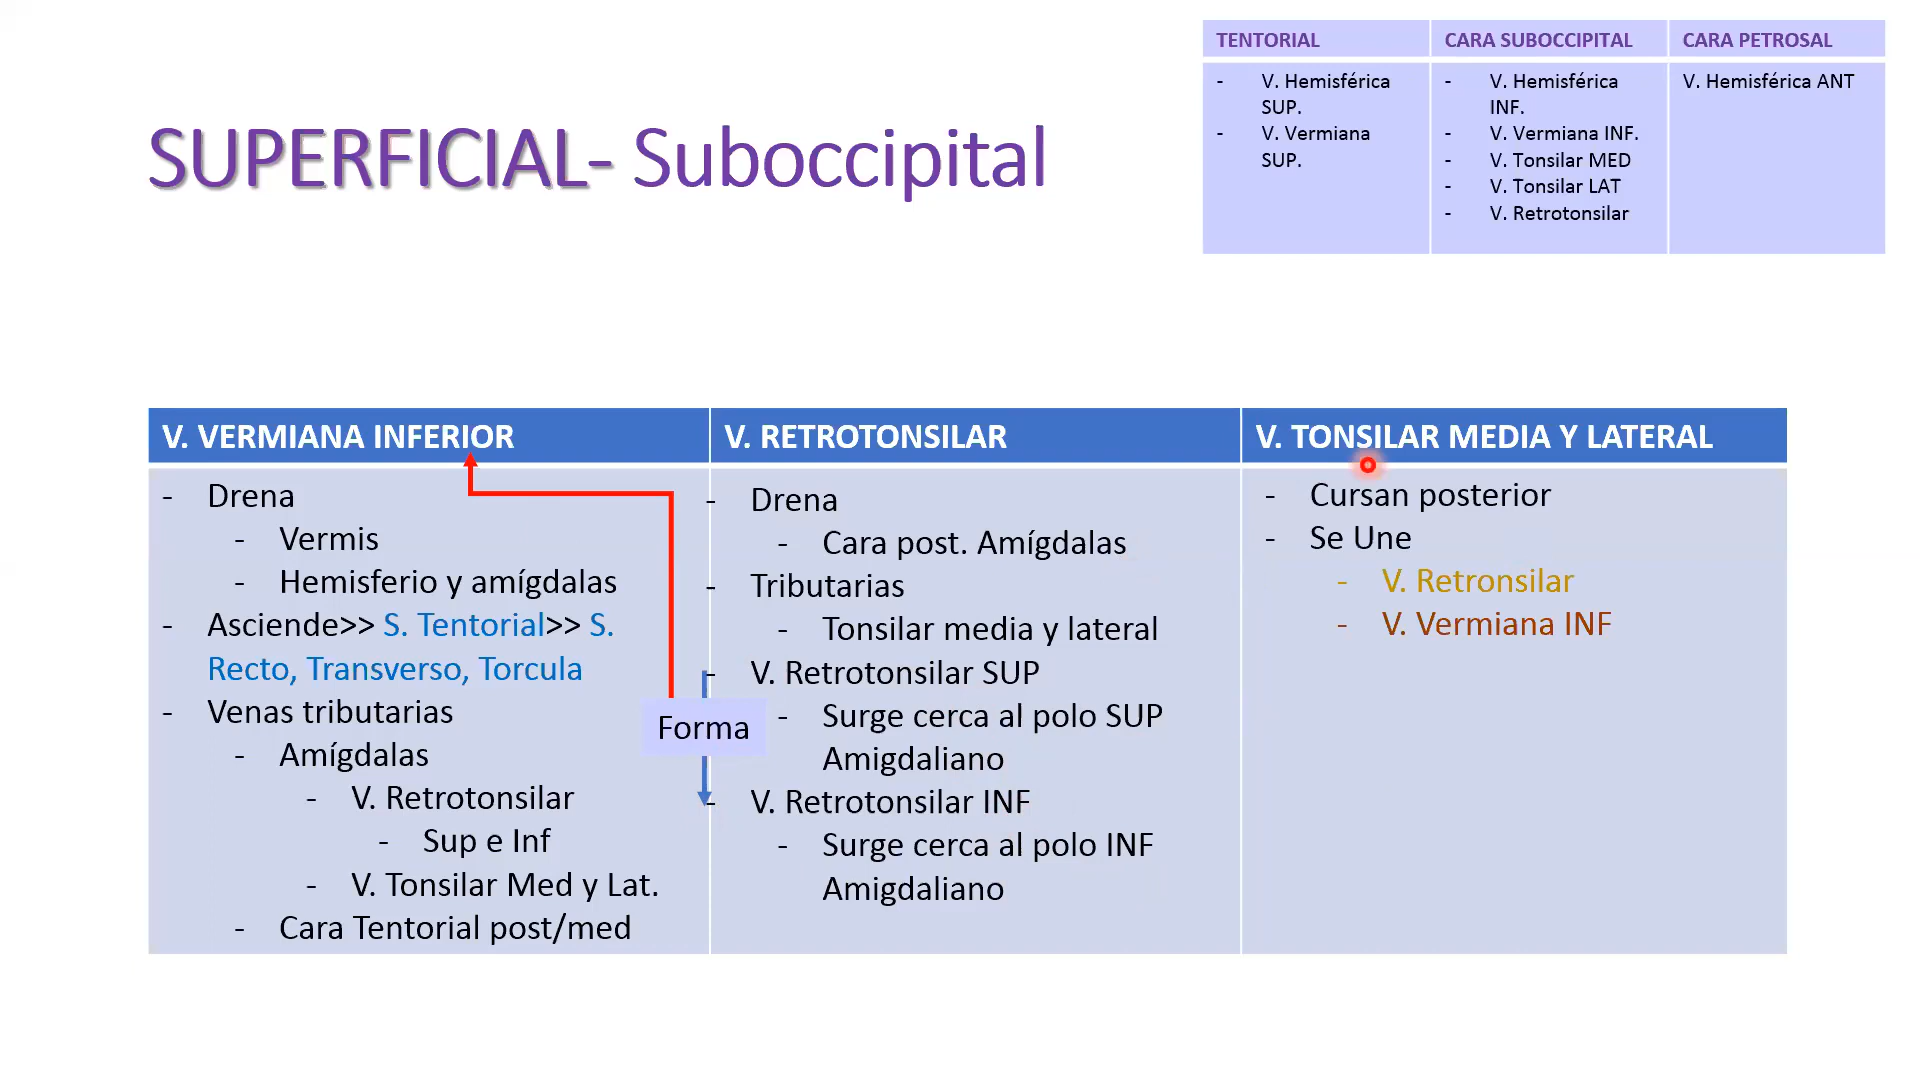 SUPERFICIAL- Suboccipital
TENTORIAL
- V. Hemisférica
SUP.
- V. Vermiana
SUP.
CARA SUBOCCIPITAL
- V. Hemisférica
INF.
- V. Vermiana INF.
- V. Tonsilar MED
- V. Tonsilar LAT
- V. Retrotonsilar
CARA PETROSAL
V. Hemisférica ANT
V. VERMIANA INFERIOR
- Drena
- Vermis
- Hemisferio y amígdalas
- Asciende>> S. Tentorial>> S.
Recto, Transverso, Torcula
- Venas tributarias
- Amígdalas
- V. Retrotonsilar
- Sup e Inf
- V. Tonsilar Med y Lat.
- Cara Tentorial post/med
Forma
V. RETROTONSILAR
- Drena
- Cara post. Amígdalas
- Tributarias
- Tonsilar media y lateral
- V. Retrotonsilar SUP
- Surge cerca al polo SUP
Amigdaliano
- V. Retrotonsilar INF
- Surge cerca al polo INF
Amigdaliano
V. TONSILAR MEDIA Y LATERAL
- Cursan posterior
- Se Une
- V. Retronsilar
- V. Vermiana INF